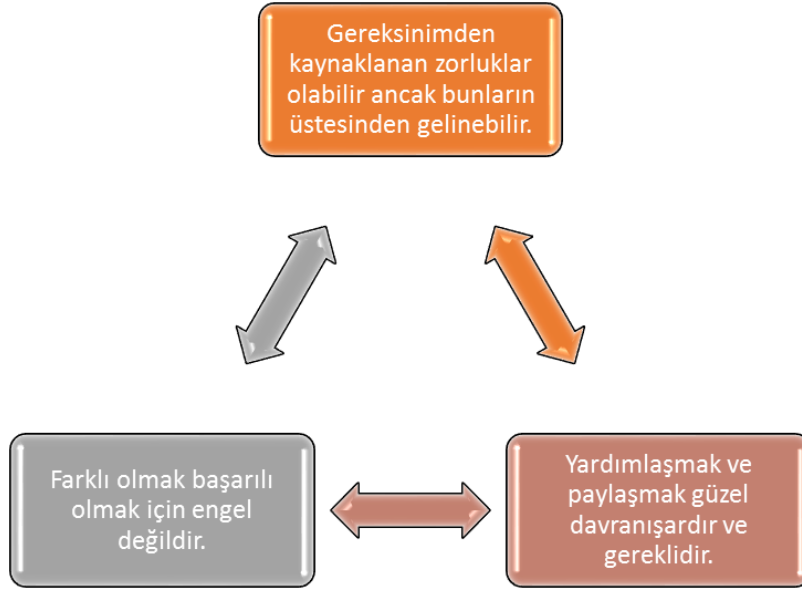 Gereksinimden
kaynaklanan zorluklar
olabilir ancak bunların
üstesinden gelinebilir.
Farklı olmak başarılı
olmak için engel
değildir.
Yardımlaşmak ve
paylaşmak güzel
davranışardır ve
gereklidir.